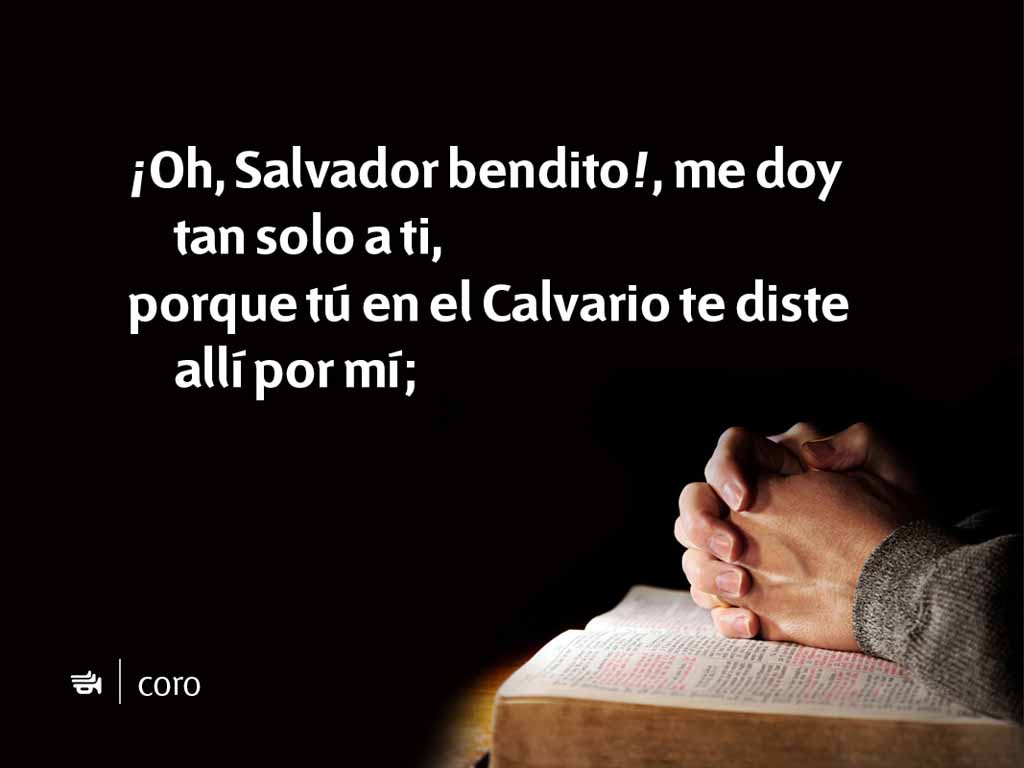 ¡Oh, Salvador bendito!, me doy
tan solo a ti,
porque tú en el Calvario te diste
allí por mí;
coro